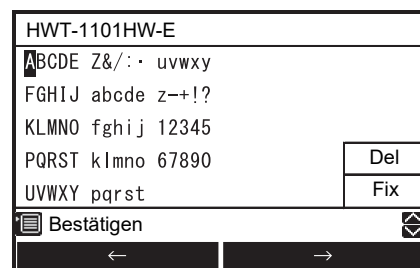 HWT-1101HW-E
ABCDE Z&/:· uvwxy
FGHIJ abcde z-+!?
KLMNO fghij 12345
PQRST klmno 67890
Del
UVWXY pqrst
Fix
Bestätigen
← →